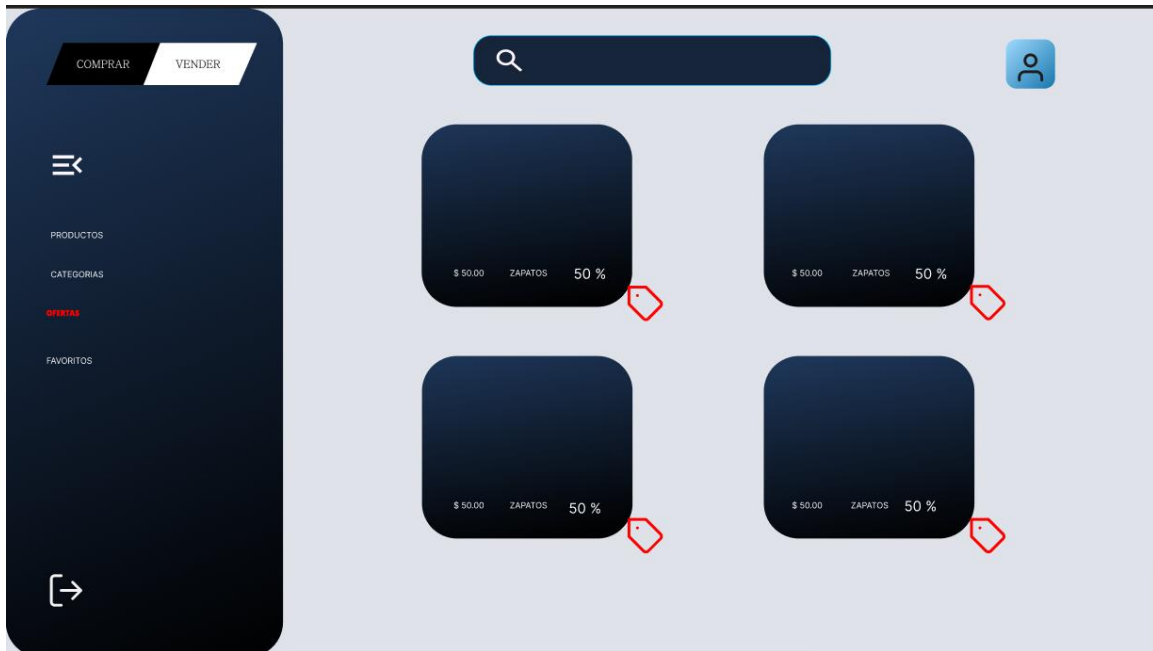 COMPRAR VENDER
PRODUCTOS
CATEGORIAS
OFERTAS
FAVORITOS
$ 50.00 ZAPATOS 50 %
$ 50.00 ZAPATOS 50 %
$ 50.00 ZAPATOS 50 %
$ 50.00 ZAPATOS 50 %